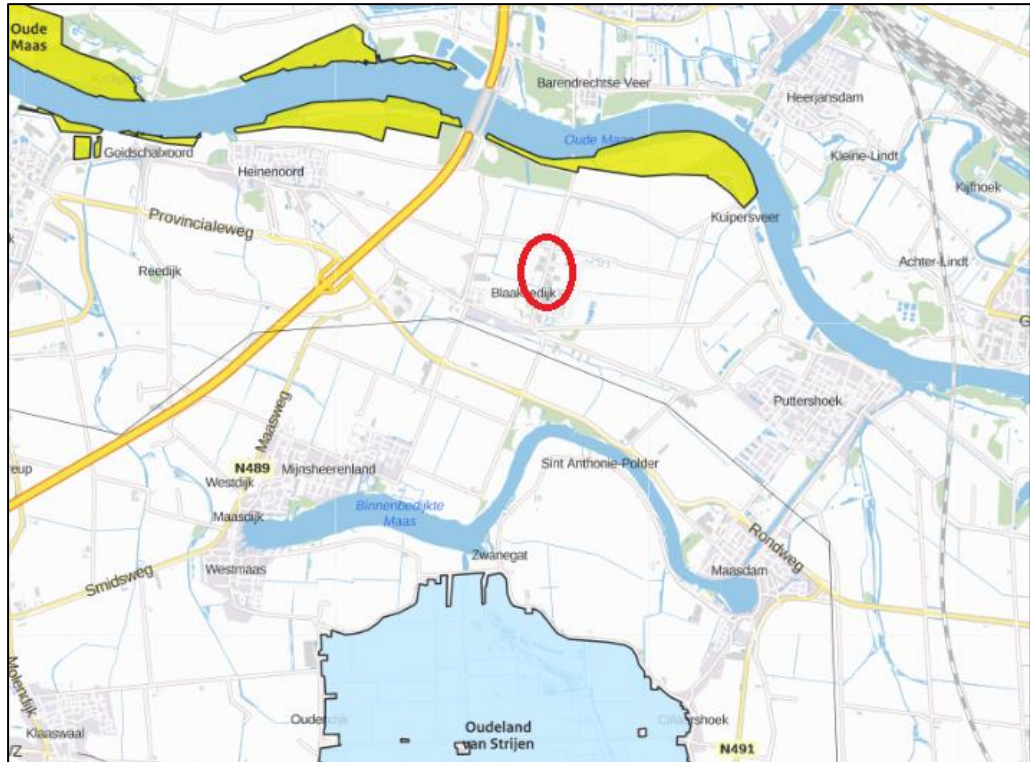 Oude
Maas
Barendrechtse Veer
Heerjansdam
Oude Maas
Goidschalxoord
Heinenoord
Kleine-Lindt
Kijfhoek
Kuipersveer
Provincialeweg
Reedijk
Achter-Lindt
Blaaksedijk
G
Maasweg
Puttershoek
N489
Mijnsheerenland
Westdijk
Sint Anthonie-Polder
Maasdijk
Binnenbedijkte
Maas
Rondweg
Zwanegat
Westmaas
Maasdam
Smidsweg
Molendijk
Klaaswaal
Oudeland
van Strijen
N491